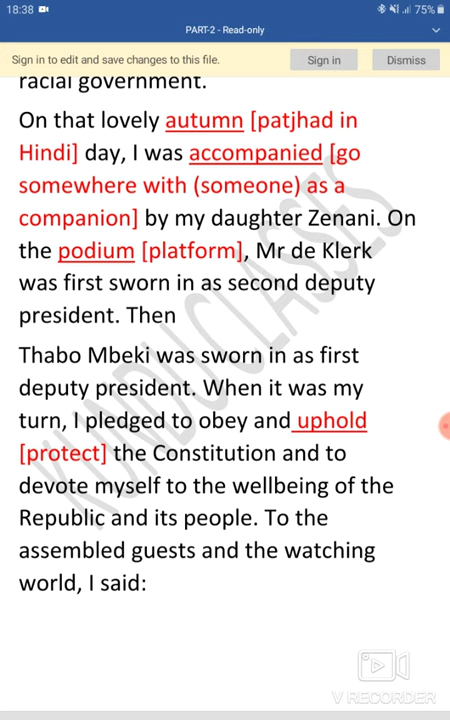 18:38 75%
PART-2 - Read-only
Sign in to edit and save changes to this file. Sign in Dismiss
racial government.
On that lovely autumn [patjhad in
Hindi] day, I was accompanied [go
somewhere with (someone) as a
companion] by my daughter Zenani. On
the podium [platform], Mr de Klerk
was first sworn in as second deputy
president. Then
Thabo Mbeki was sworn in as first
deputy president. When it was my
turn, I pledged to obey and uphold
[protect] the Constitution and to
devote myself to the wellbeing of the
Republic and its people. To the
assembled guests and the watching
world, I said:
KUNDU CLASSES
V RECORDER